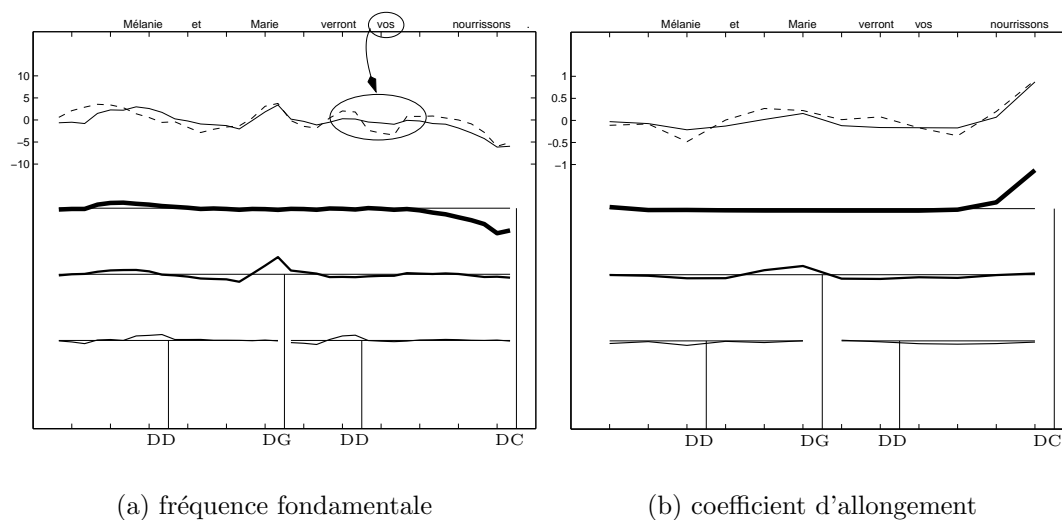 Mélanie et Marie verront vos nourrissons .
10
5
0
−5
−10
DD DG DD DC
(a) fréquence fondamentale
Mélanie et Marie verront vos nourrissons
1
0.5
0
−0.5
−1
DD DG DD DC
(b) coefficient d'allongement